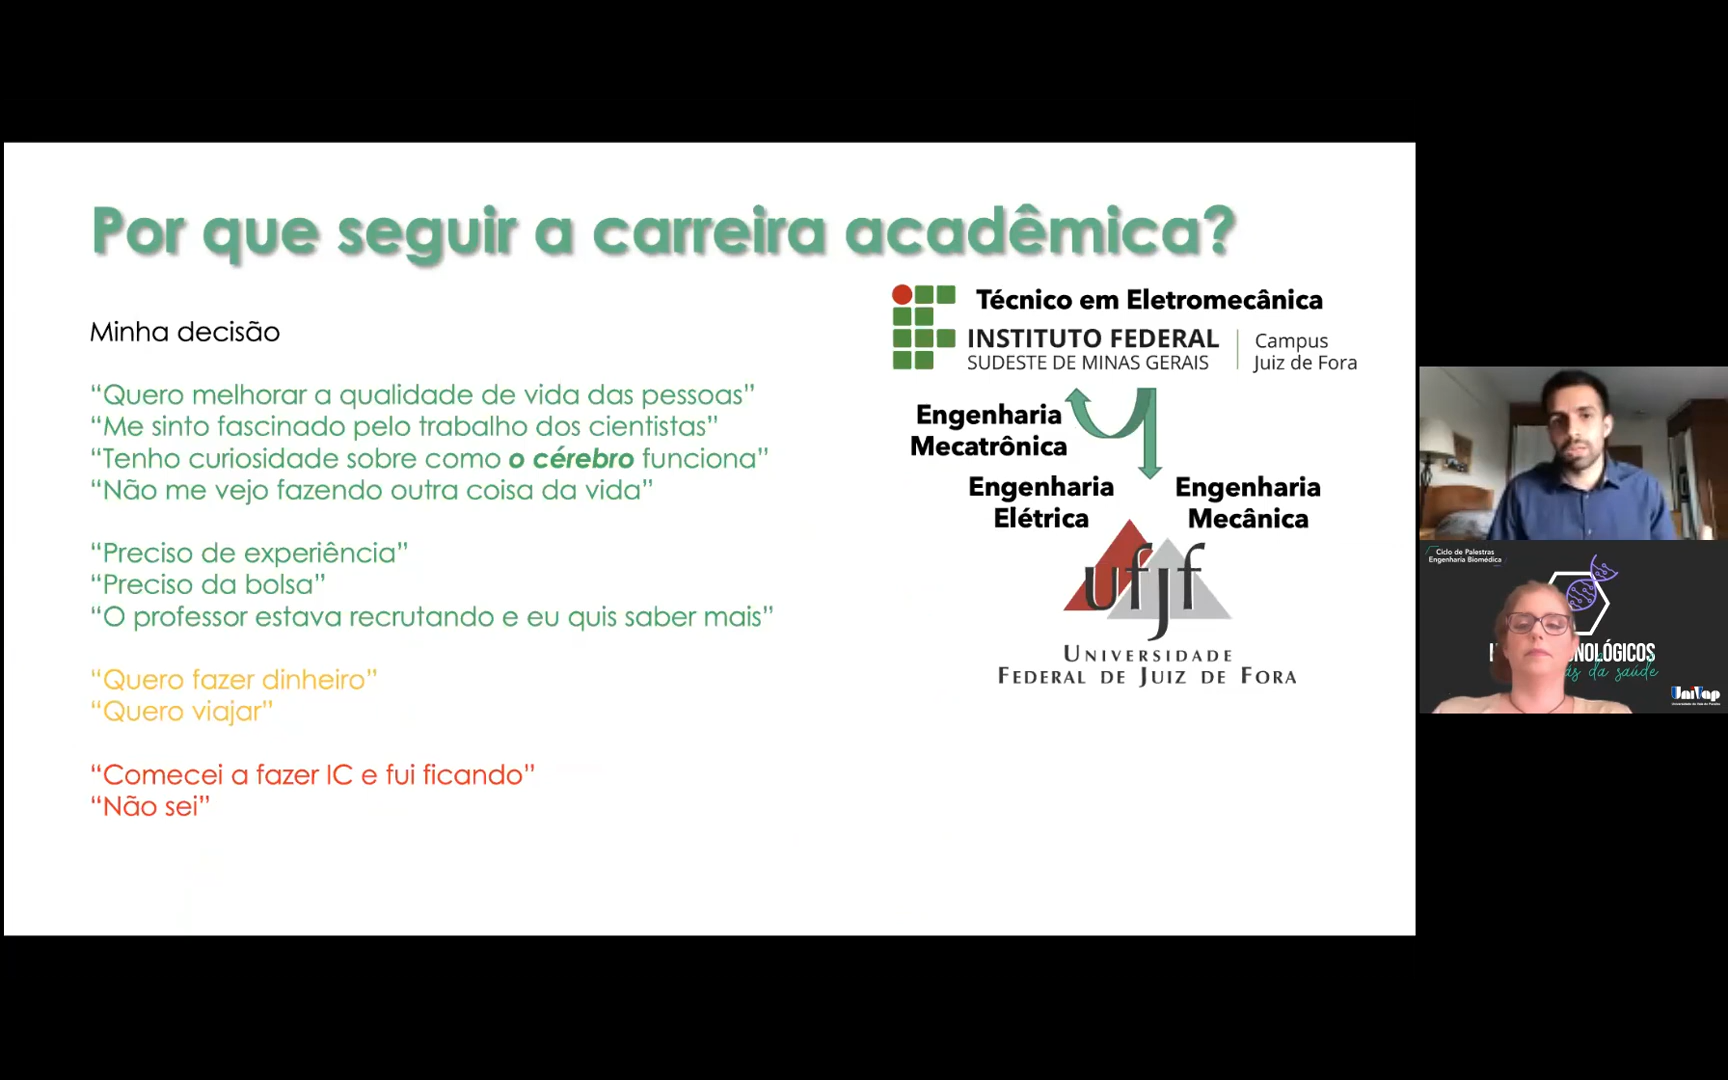 Por que seguir a carreira acadêmica?
Minha decisão
“Quero melhorar a qualidade de vida das pessoas”
“Me sinto fascinado pelo trabalho dos cientistas”
“Tenho curiosidade sobre como o cérebro funciona”
“Não me vejo fazendo outra coisa da vida”
“Preciso de experiência”
“Preciso da bolsa”
“O professor estava recrutando e eu quis saber mais”
“Quero fazer dinheiro”
“Quero viajar”
“Comecei a fazer IC e fui ficando”
“Não sei”
Técnico em Eletromecânica
INSTITUTO FEDERAL
SUDESTE DE MINAS GERAIS
Campus
Juiz de Fora
Engenharia
Mecatrônica
Engenharia
Elétrica
Engenharia
Mecânica
ufjf
UNIVERSIDADE
FEDERAL DE JUIZ DE FORA
Ciclo de Palestras
Engenharia Biomédica
NOLÓGICOS
da saúde
UniVap